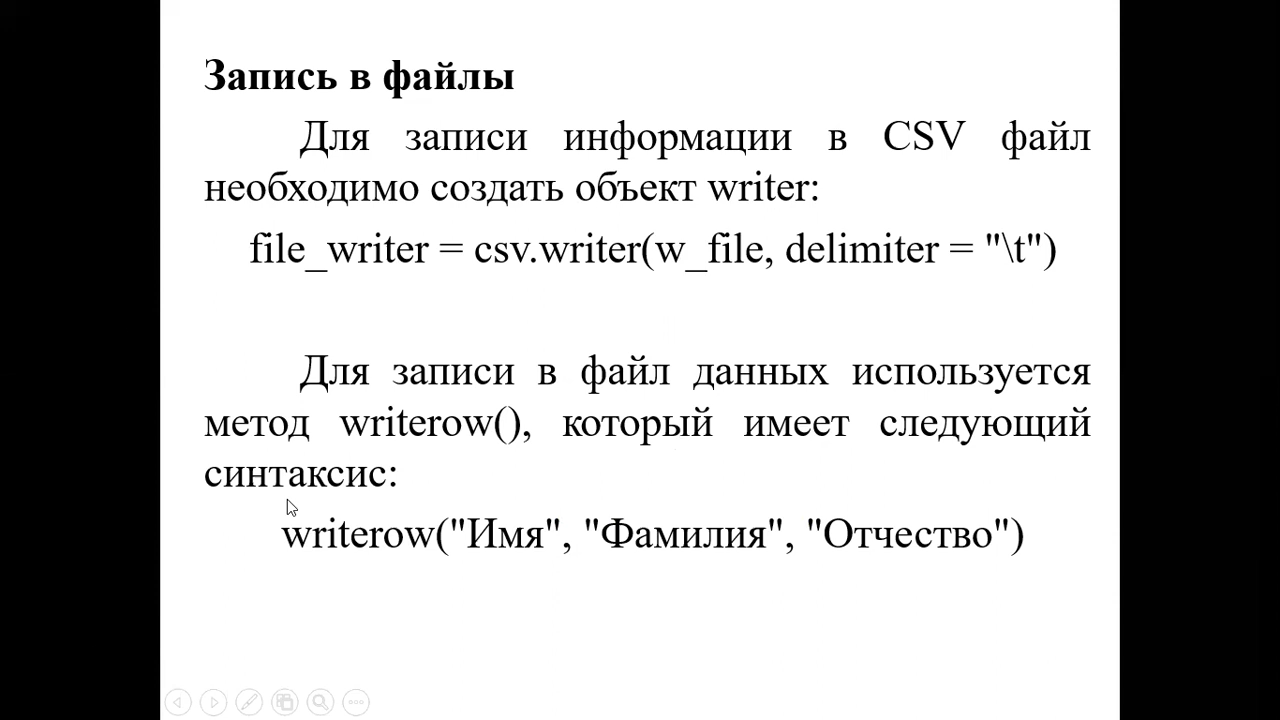 Запись в файлы
Для записи информации в CSV файл
необходимо создать объект writer:
file_writer = csv.writer(w_file, delimiter = "\t")
Для записи в файл данных используется
метод writerow(), который имеет следующий
синтаксис:
writerow("Имя", "Фамилия", "Отчество")